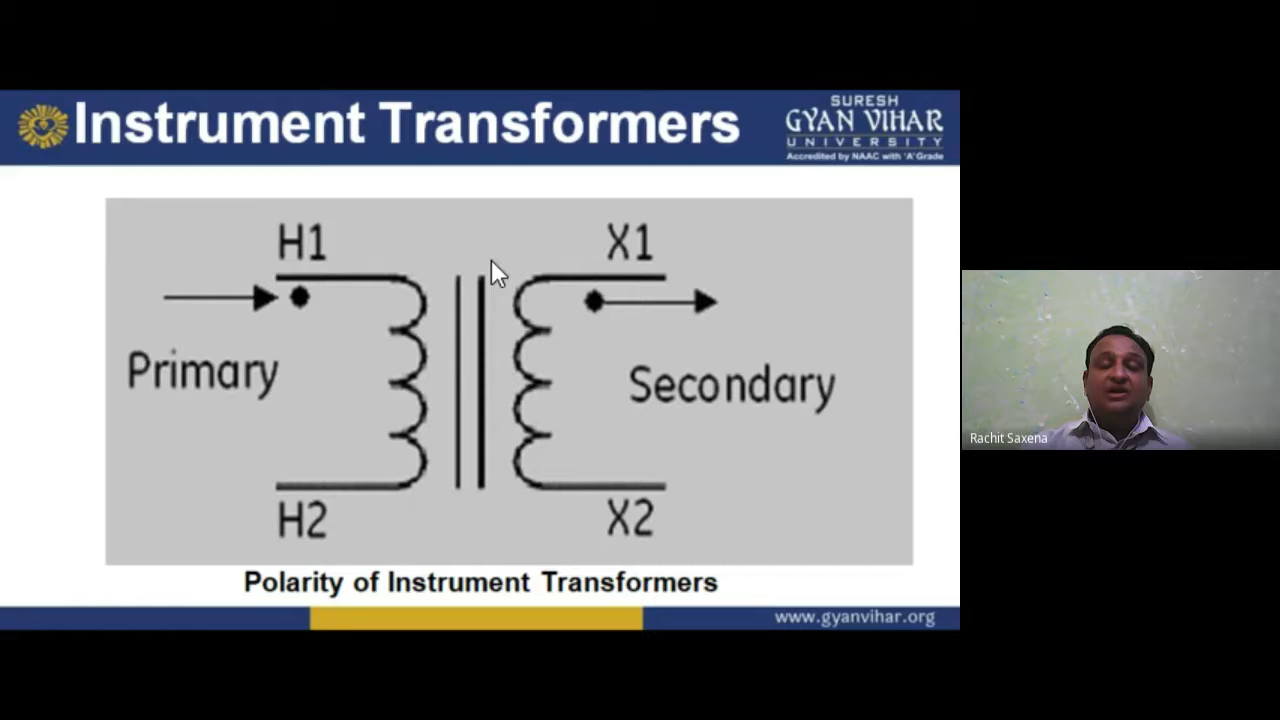 Instrument Transformers
SURESH
GYAN VIHAR
UNIVERSITY
Accredited by NAAC with 'A' Grade
H1
X1
Primary
Secondary
H2
X2
Polarity of Instrument Transformers
www.gyanvihar.org
Rachit Saxena